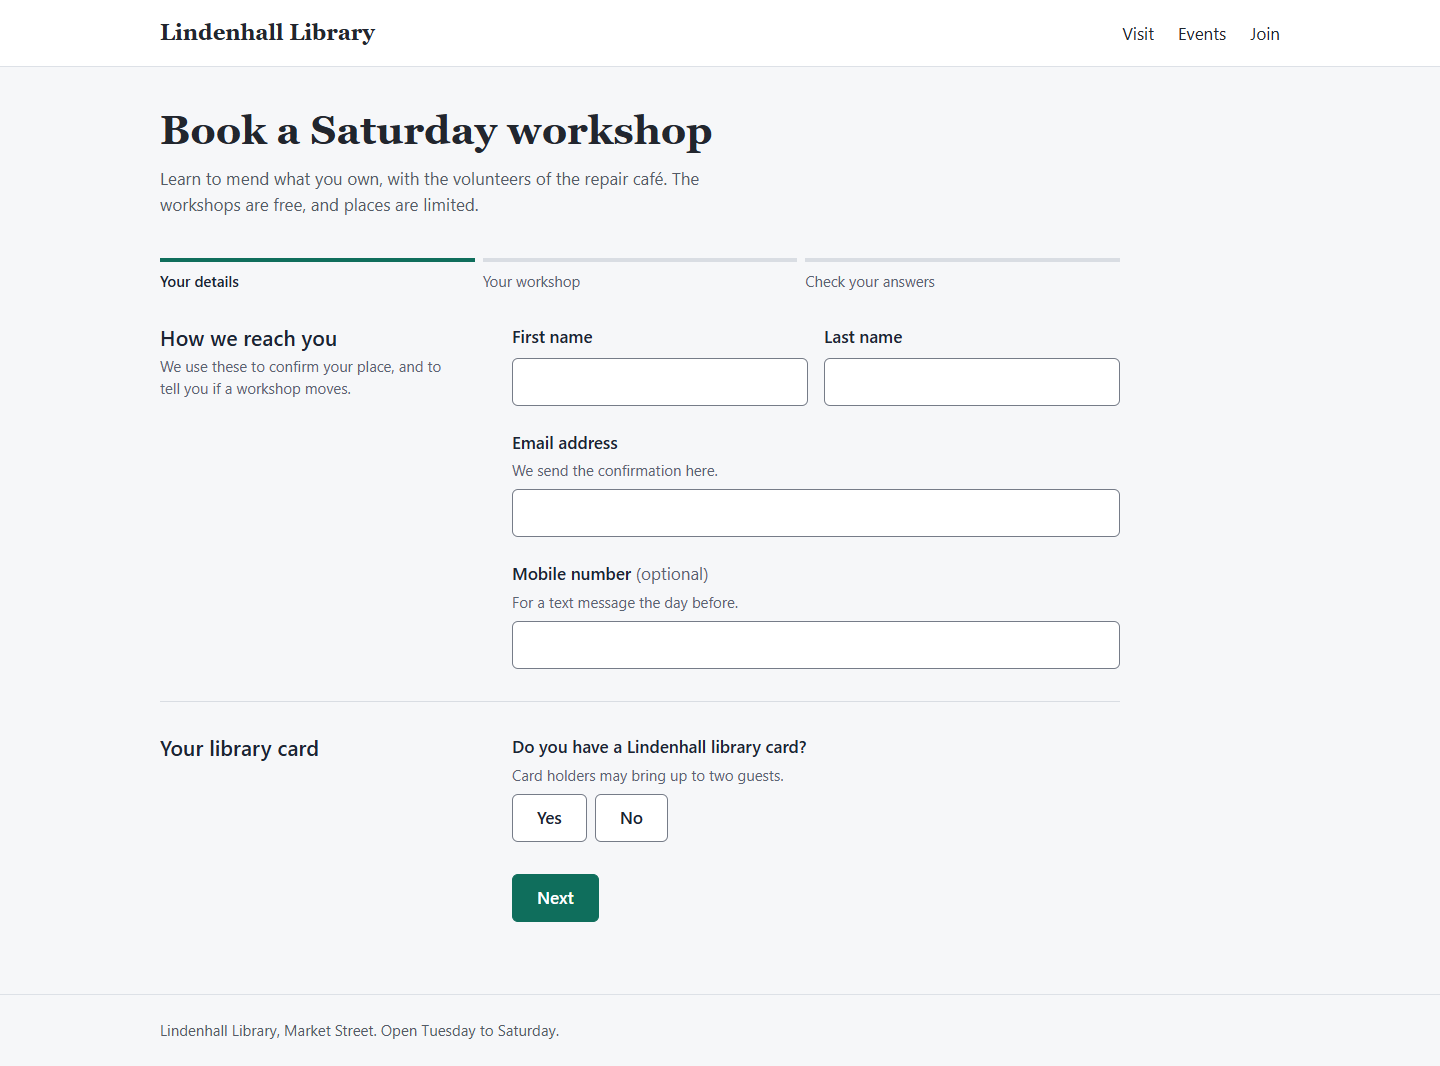 Lindenhall Library
Visit Events Join
Book a Saturday workshop
Learn to mend what you own, with the volunteers of the repair café. The
workshops are free, and places are limited.
Your details
Your workshop
Check your answers
How we reach you
We use these to confirm your place, and to
tell you if a workshop moves.
First name
Last name
Email address
We send the confirmation here.
Mobile number (optional)
For a text message the day before.
Your library card
Do you have a Lindenhall library card?
Card holders may bring up to two guests.
Yes
No
Next
Lindenhall Library, Market Street. Open Tuesday to Saturday.